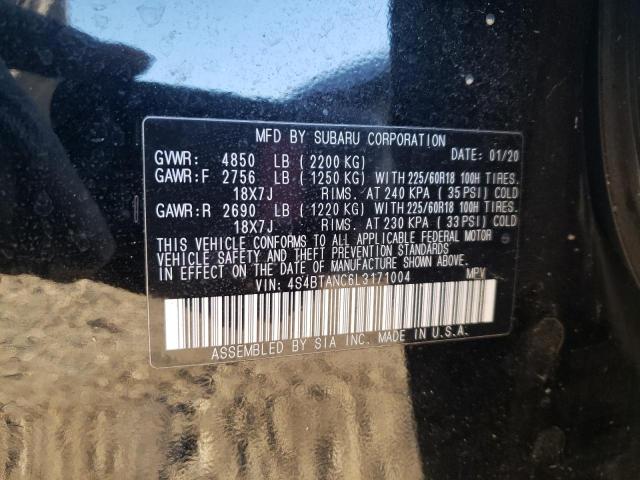 MFD BY SUBARU CORPORATION
GVWR: 4850 LB ( 2200 KG) DATE: 01/20
GAWR:F 2756 LB ( 1250 KG) WITH 225/60R18 100H TIRES.
18X7J RIMS. AT 240 KPA ( 35 PSI) COLD
GAWR:R 2690 LB ( 1220 KG) WITH 225/60R18 100H TIRES.
18X7J RIMS. AT 230 KPA ( 33 PSI) COLD
THIS VEHICLE CONFORMS TO ALL APPLICABLE FEDERAL MOTOR
VEHICLE SAFETY AND THEFT PREVENTION STANDARDS
IN EFFECT ON THE DATE OF MANUFACTURE SHOWN ABOVE.
VIN: 4S4BTANC6L3171004 MPV
ASSEMBLED BY SIA INC. MADE IN U.S.A.